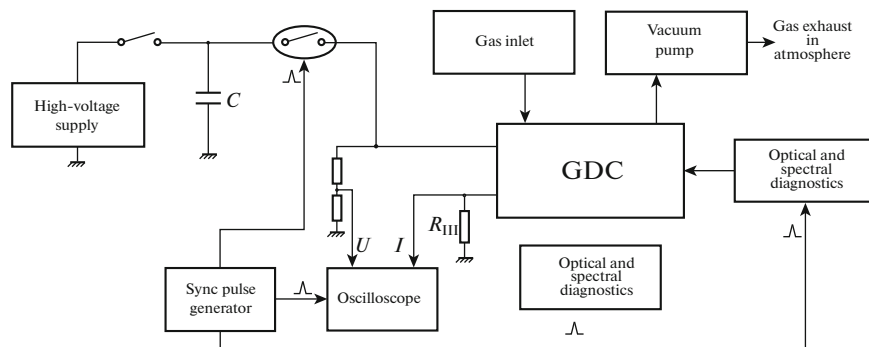 Gas inlet
Vacuum
pump
Gas exhaust
in
atmosphere
High-voltage
supply
C
GDC
Optical and
spectral
diagnostics
U
I
R_III
Sync pulse
generator
Oscilloscope
Optical and
spectral
diagnostics